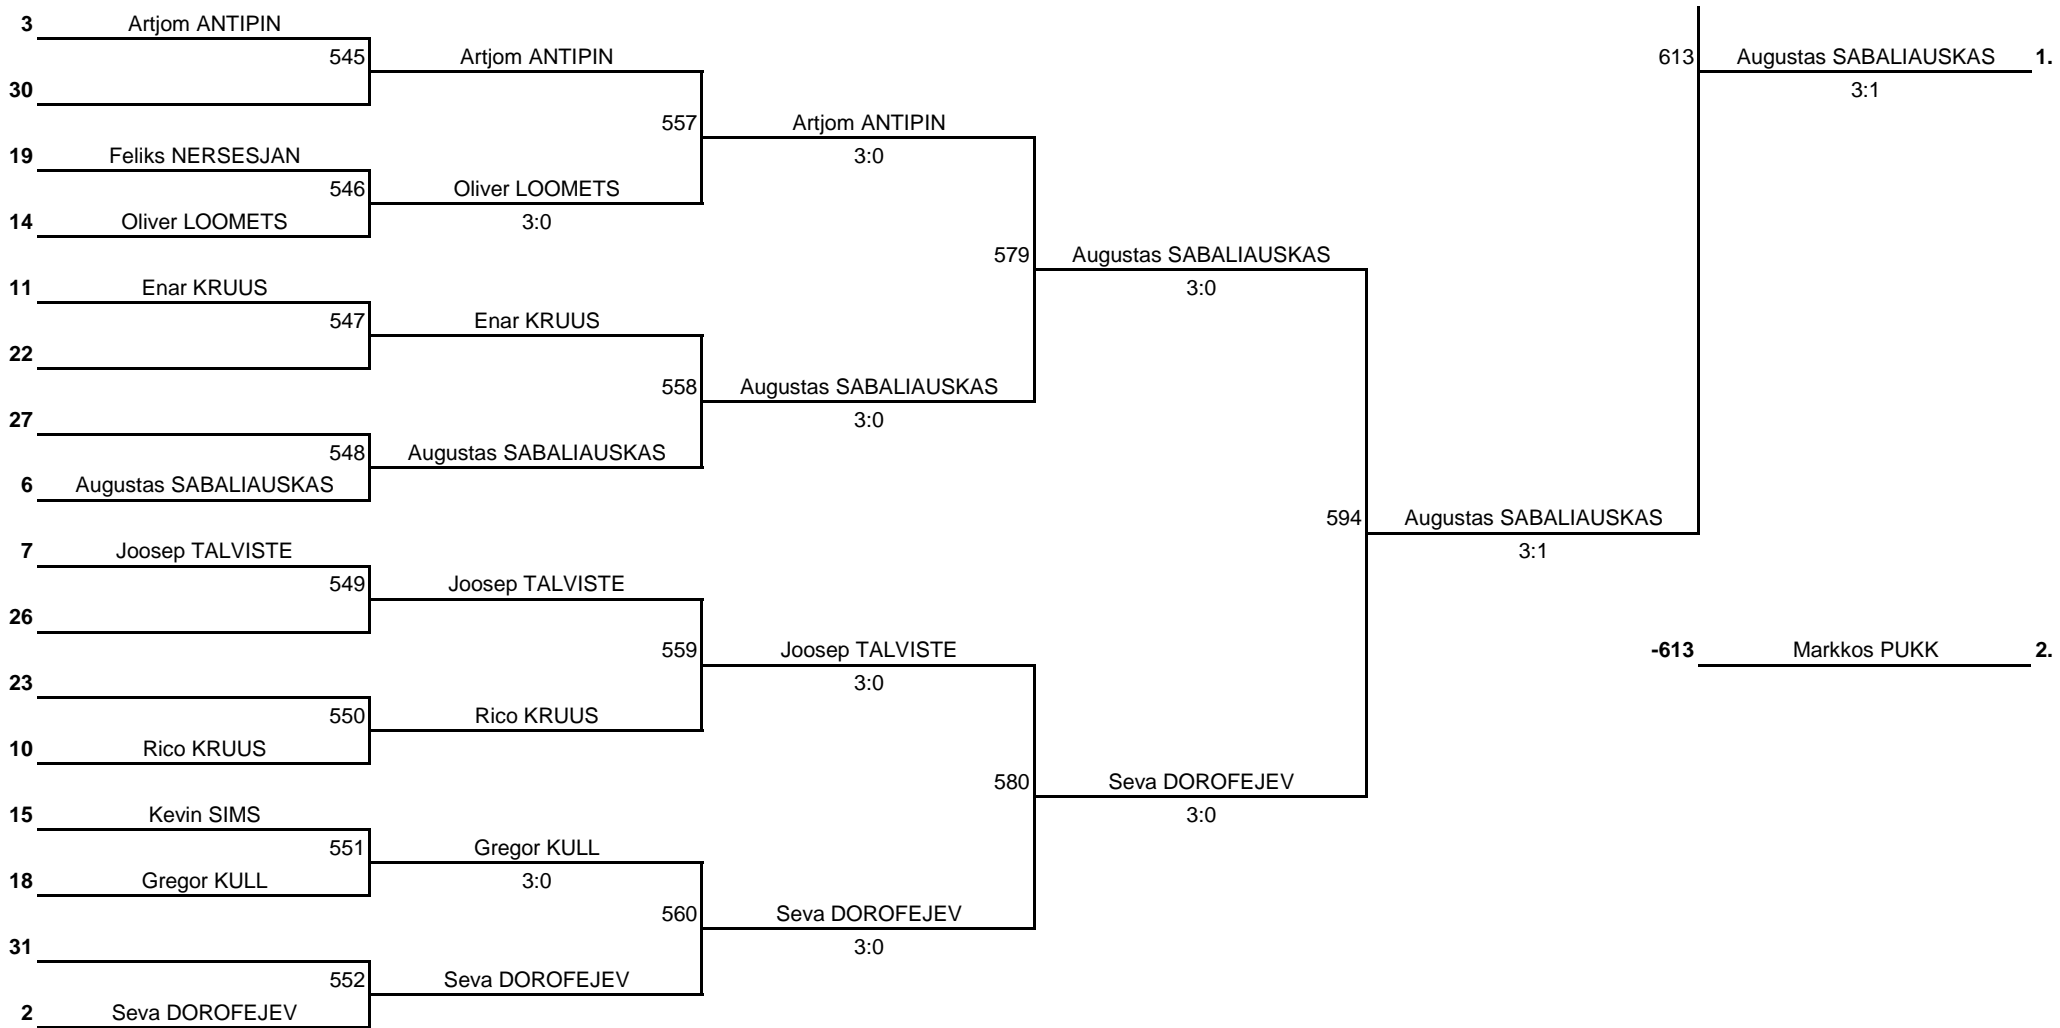 3 Artjom ANTIPIN
545 Artjom ANTIPIN 613 Augustas SABALIAUSKAS 1.
30 3:1
557 Artjom ANTIPIN
19 Feliks NERSESJAN 3:0
546 Oliver LOOMETS
14 Oliver LOOMETS 3:0
579 Augustas SABALIAUSKAS
11 Enar KRUUS 3:0
547 Enar KRUUS
22
558 Augustas SABALIAUSKAS
27 3:0
548 Augustas SABALIAUSKAS
6 Augustas SABALIAUSKAS
594 Augustas SABALIAUSKAS
7 Joosep TALVISTE 3:1
549 Joosep TALVISTE
26
559 Joosep TALVISTE -613 Markkos PUKK 2.
23 3:0
550 Rico KRUUS
10 Rico KRUUS
580 Seva DOROFEJEV
15 Kevin SIMS 3:0
551 Gregor KULL
18 Gregor KULL 3:0
560 Seva DOROFEJEV
31 3:0
552 Seva DOROFEJEV
2 Seva DOROFEJEV